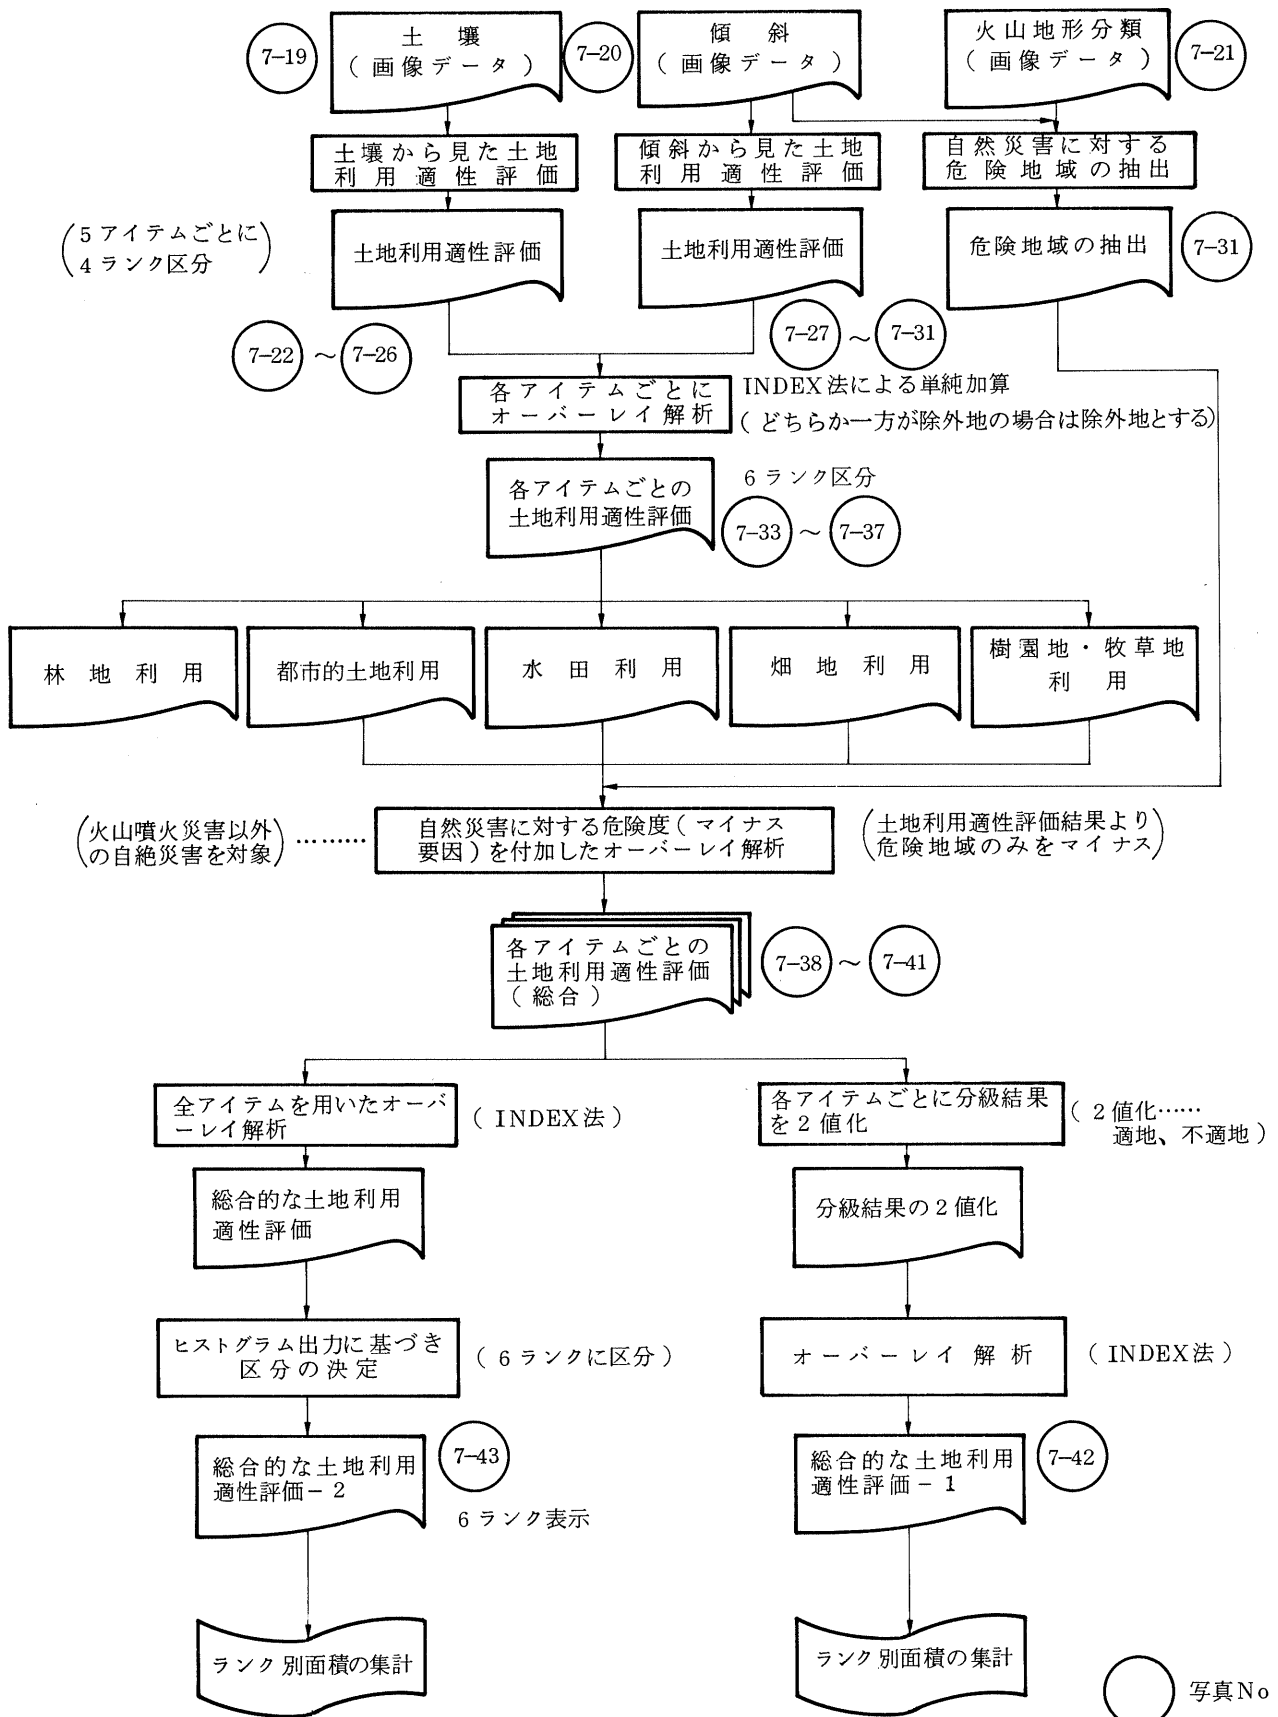 7-19
土壌
(画像データ)
7-20
傾斜
(画像データ)
火山地形分類
(画像データ)
7-21
土壌から見た土地
利用適性評価
傾斜から見た土地
利用適性評価
自然災害に対する
危険地域の抽出
(5アイテムごとに
4ランク区分)
土地利用適性評価
土地利用適性評価
危険地域の抽出
7-31
7-22 ～ 7-26
7-27 ～ 7-31
各アイテムごとに
オーバーレイ解析
INDEX法による単純加算
(どちらか一方が除外地の場合は除外地とする)
各アイテムごとの
土地利用適性評価
6ランク区分
7-33 ～ 7-37
林地利用
都市的土地利用
水田利用
畑地利用
樹園地・牧草地
利用
(火山噴火災害以外
の自絶災害を対象) ………
自然災害に対する危険度(マイナス
要因)を付加したオーバーレイ解析
(土地利用適性評価結果より
危険地域のみをマイナス)
各アイテムごとの
土地利用適性評価
(総合)
7-38 ～ 7-41
全アイテムを用いたオーバ
ーレイ解析
(INDEX法)
各アイテムごとに分級結果
を2値化
(2値化……
適地、不適地)
総合的な土地利用
適性評価
分級結果の2値化
ヒストグラム出力に基づき
区分の決定
(6ランクに区分)
オーバーレイ解析
(INDEX法)
総合的な土地利用
適性評価-2
7-43
6ランク表示
総合的な土地利用
適性評価-1
7-42
ランク別面積の集計
ランク別面積の集計
写真No